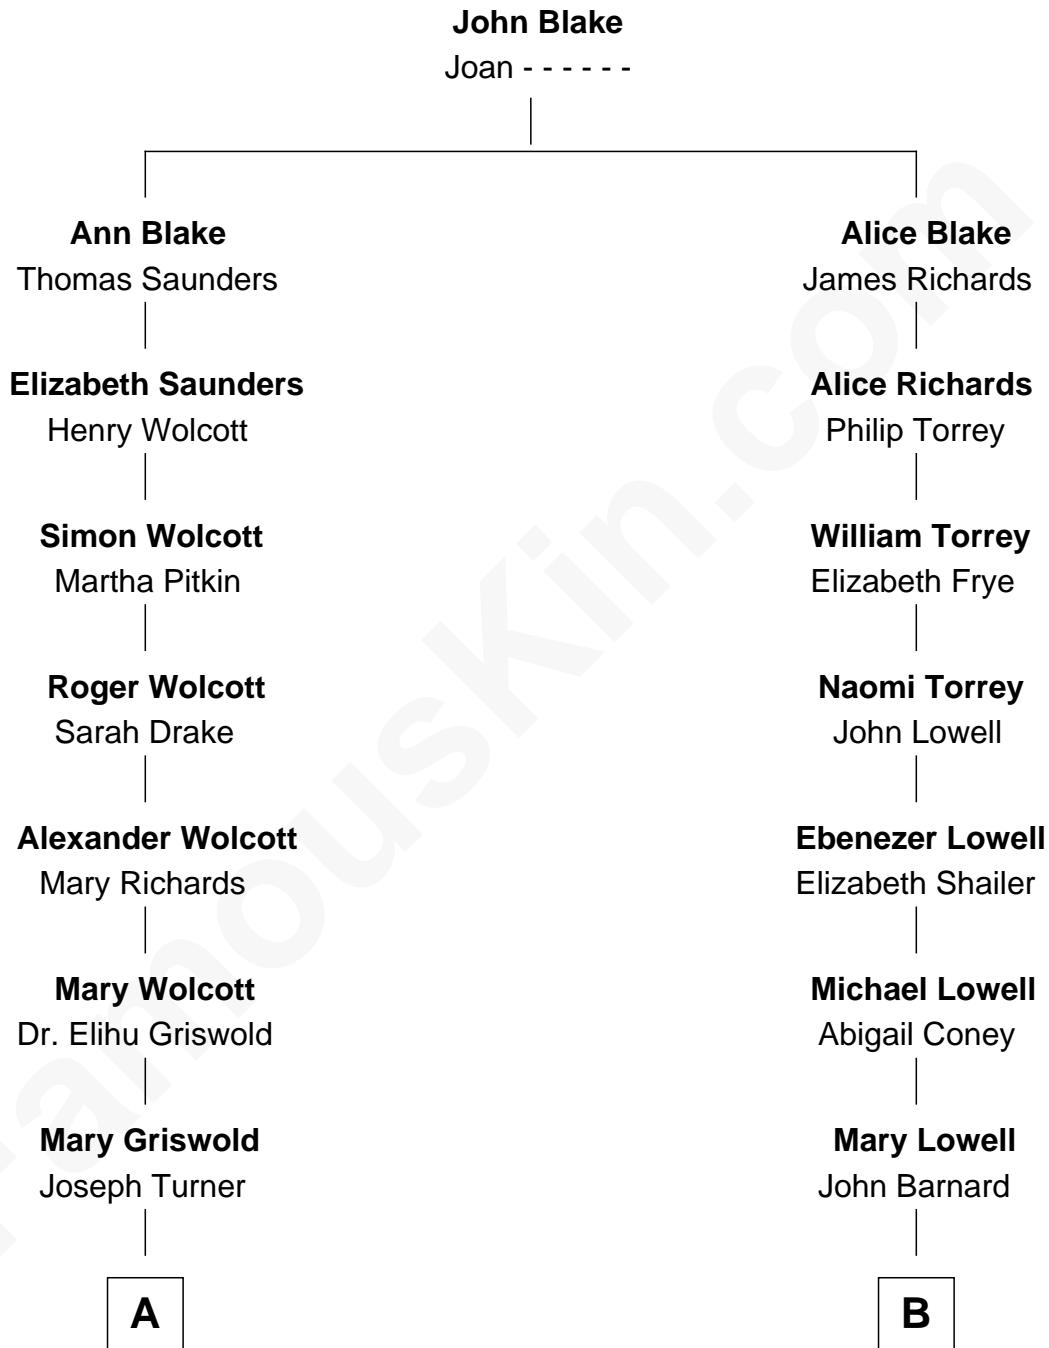 John Blake
Joan - - - - - -
Ann Blake
Thomas Saunders
Elizabeth Saunders
Henry Wolcott
Simon Wolcott
Martha Pitkin
Roger Wolcott
Sarah Drake
Alexander Wolcott
Mary Richards
Mary Wolcott
Dr. Elihu Griswold
Mary Griswold
Joseph Turner
A
Alice Blake
James Richards
Alice Richards
Philip Torrey
William Torrey
Elizabeth Frye
Naomi Torrey
John Lowell
Ebenezer Lowell
Elizabeth Shailer
Michael Lowell
Abigail Coney
Mary Lowell
John Barnard
B
FamousKin.com